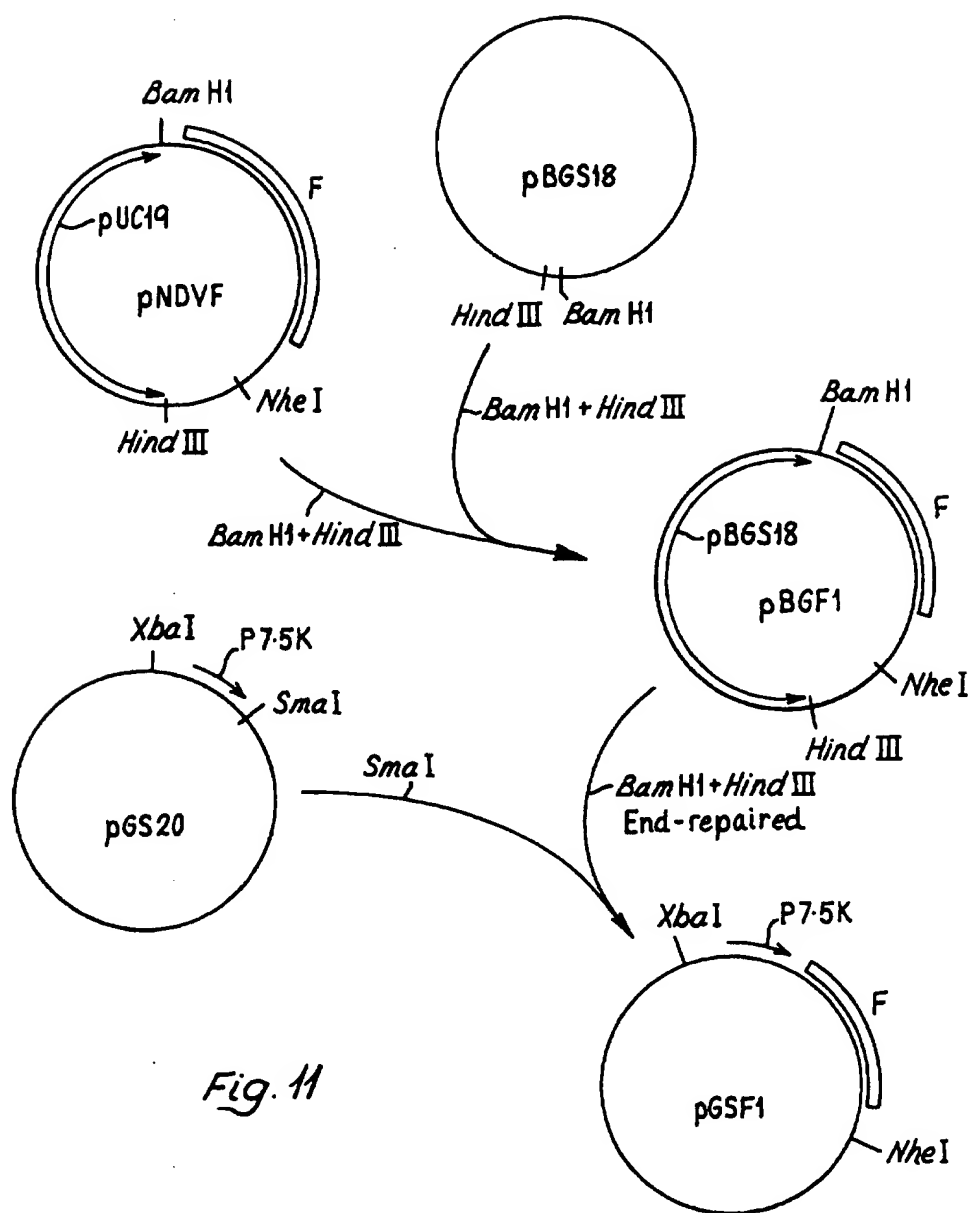 Bam H1
F
pUC19
pNDVF
Nhe I
Hind III
pBGS18
Hind III
Bam H1
Bam H1 + Hind III
Bam H1 + Hind III
Bam H1
F
pBGS18
pBGF1
Nhe I
Hind III
Xba I
P7·5K
Sma I
pGS20
Sma I
Bam H1 + Hind III
End-repaired
Xba I
P7·5K
F
pGSF1
Nhe I
Fig. 11